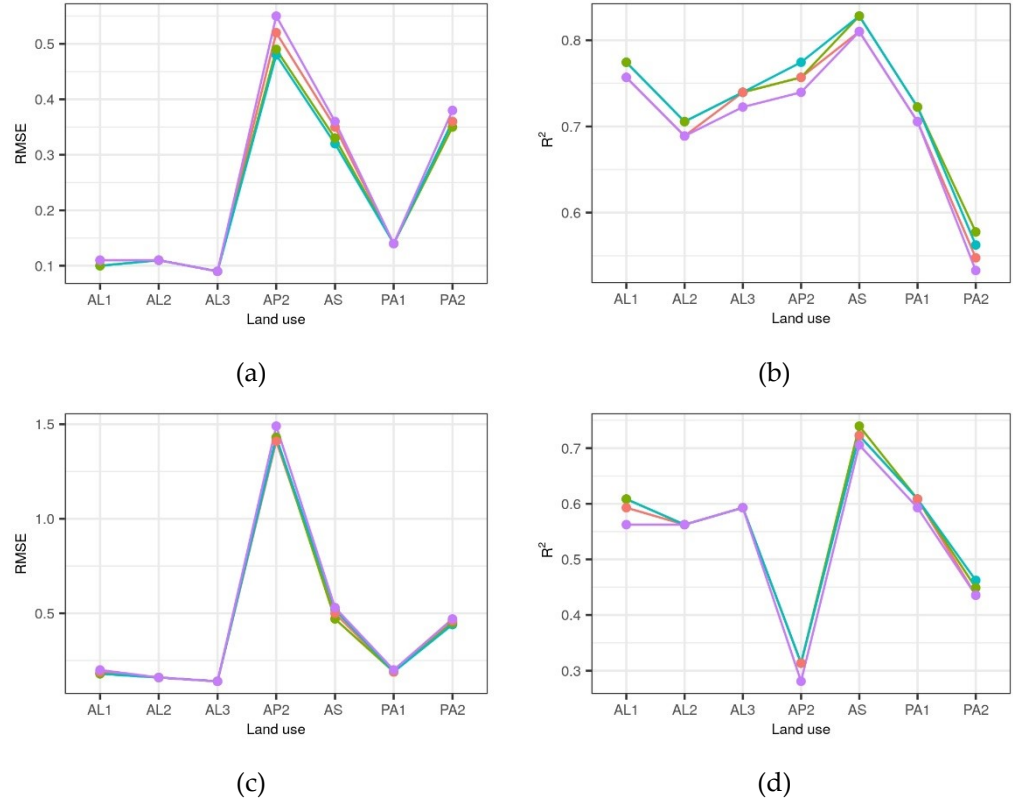 RMSE
0.5
0.4
0.3
0.2
0.1
AL1 AL2 AL3 AP2 AS PA1 PA2
Land use
(a)
R²
0.8
0.7
0.6
AL1 AL2 AL3 AP2 AS PA1 PA2
Land use
(b)
RMSE
1.5
1.0
0.5
AL1 AL2 AL3 AP2 AS PA1 PA2
Land use
(c)
R²
0.7
0.6
0.5
0.4
0.3
AL1 AL2 AL3 AP2 AS PA1 PA2
Land use
(d)